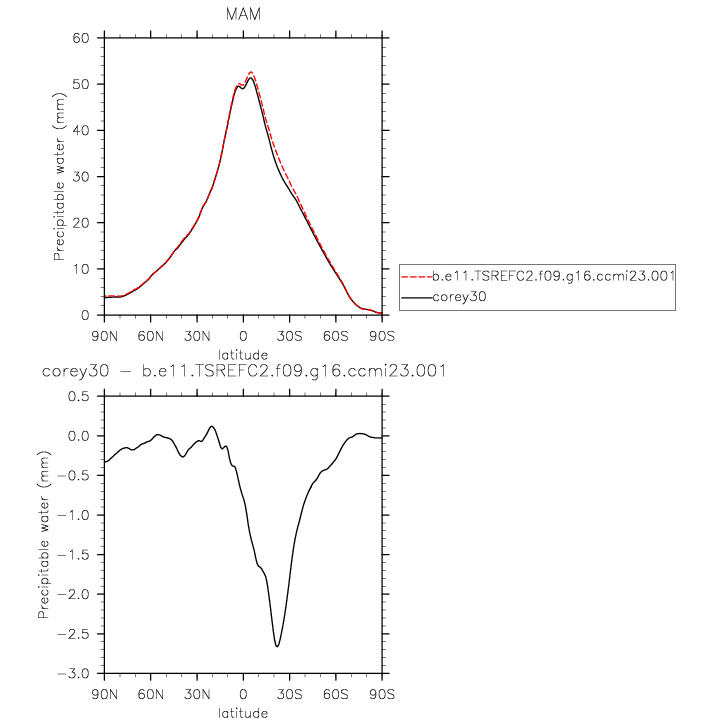 MAM
60
50
40
30
20
10
0
Precipitable water (mm)
90N 60N 30N 0 30S 60S 90S
latitude
b.e11.TSREFC2.f09.g16.ccmi23.001
corey30
corey30 − b.e11.TSREFC2.f09.g16.ccmi23.001
0.5
0.0
−0.5
−1.0
−1.5
−2.0
−2.5
−3.0
Precipitable water (mm)
90N 60N 30N 0 30S 60S 90S
latitude